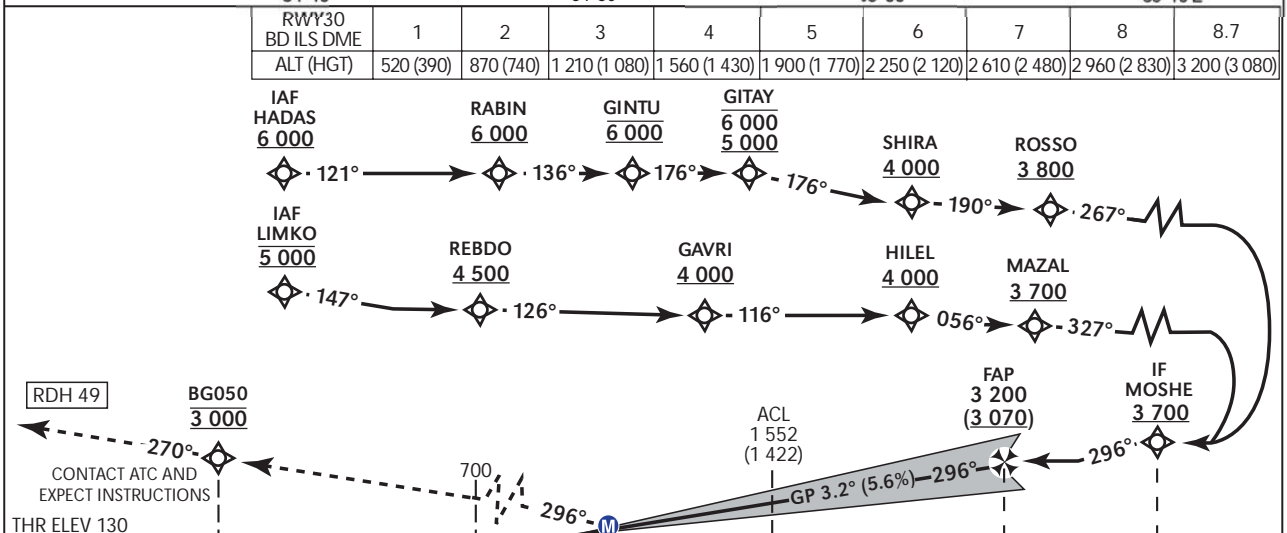 RWY30
BD ILS DME 1 2 3 4 5 6 7 8 8.7
ALT (HGT) 520 (390) 870 (740) 1 210 (1 080) 1 560 (1 430) 1 900 (1 770) 2 250 (2 120) 2 610 (2 480) 2 960 (2 830) 3 200 (3 080)
IAF
HADAS
6 000
RABIN
6 000
GINTU
6 000
GITAY
6 000
5 000
SHIRA
4 000
ROSSO
3 800
121° 136° 176° 176° 190° 267°
IAF
LIMKO
5 000
REBDO
4 500
GAVRI
4 000
HILEL
4 000
MAZAL
3 700
147° 126° 116° 056° 327°
RDH 49
BG050
3 000
ACL
1 552
(1 422)
FAP
3 200
(3 070)
IF
MOSHE
3 700
270°
CONTACT ATC AND
EXPECT INSTRUCTIONS
700
296°
M
GP 3.2° (5.6%) 296°
296°
THR ELEV 130